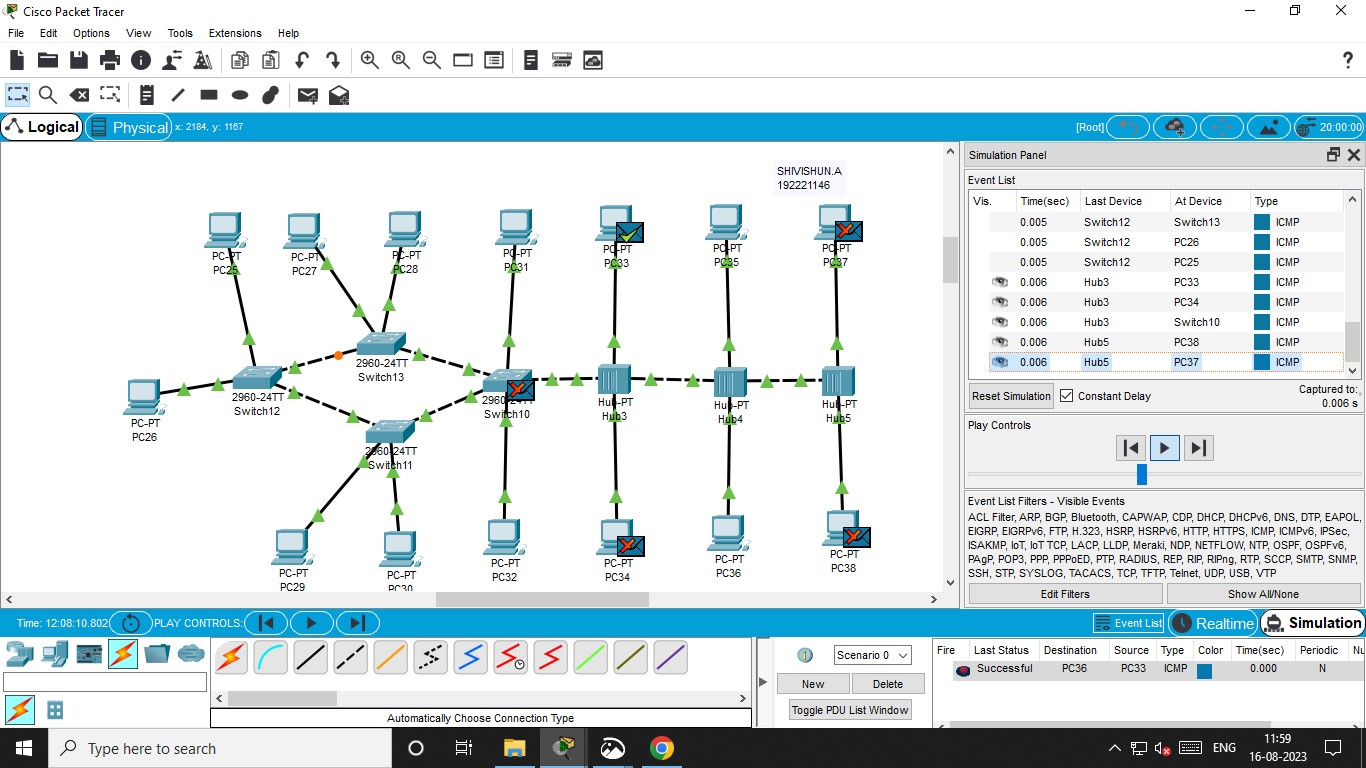 Cisco Packet Tracer
File Edit Options View Tools Extensions Help
Logical Physical x: 2184, y: 1167 [Root] 20:00:00
SHIVISHUN.A
192221146
PC-PT
PC25
PC-PT
PC27
PC-PT
PC28
PC-PT
PC31
PC-PT
PC33
PC-PT
PC35
PC-PT
PC37
2960-24TT
Switch13
2960-24TT
Switch12
2960-24TT
Switch10
Hub-PT
Hub3
Hub-PT
Hub4
Hub-PT
Hub5
PC-PT
PC26
2960-24TT
Switch11
PC-PT
PC29
PC-PT
PC30
PC-PT
PC32
PC-PT
PC34
PC-PT
PC36
PC-PT
PC38
Simulation Panel
Event List
Vis. Time(sec) Last Device At Device Type
0.005 Switch12 Switch13 ICMP
0.005 Switch12 PC26 ICMP
0.005 Switch12 PC25 ICMP
0.006 Hub3 PC33 ICMP
0.006 Hub3 PC34 ICMP
0.006 Hub3 Switch10 ICMP
0.006 Hub5 PC38 ICMP
0.006 Hub5 PC37 ICMP
Reset Simulation Constant Delay Captured to:
0.006 s
Play Controls
Event List Filters - Visible Events
ACL Filter, ARP, BGP, Bluetooth, CAPWAP, CDP, DHCP, DHCPv6, DNS, DTP, EAPOL,
EIGRP, EIGRPv6, FTP, H.323, HSRP, HSRPv6, HTTP, HTTPS, ICMP, ICMPv6, IPSec,
ISAKMP, IoT, IoT TCP, LACP, LLDP, Meraki, NDP, NETFLOW, NTP, OSPF, OSPFv6,
PAgP, POP3, PPP, PPPoED, PTP, RADIUS, REP, RIP, RIPng, RTP, SCCP, SMTP, SNMP,
SSH, STP, SYSLOG, TACACS, TCP, TFTP, Telnet, UDP, USB, VTP
Edit Filters Show All/None
Time: 12:08:10.802 PLAY CONTROLS: Event List Realtime Simulation
Scenario 0
New Delete
Toggle PDU List Window
Automatically Choose Connection Type
Fire Last Status Destination Source Type Color Time(sec) Periodic Nu
Successful PC36 PC33 ICMP 0.000 N
Type here to search
ENG
11:59
16-08-2023